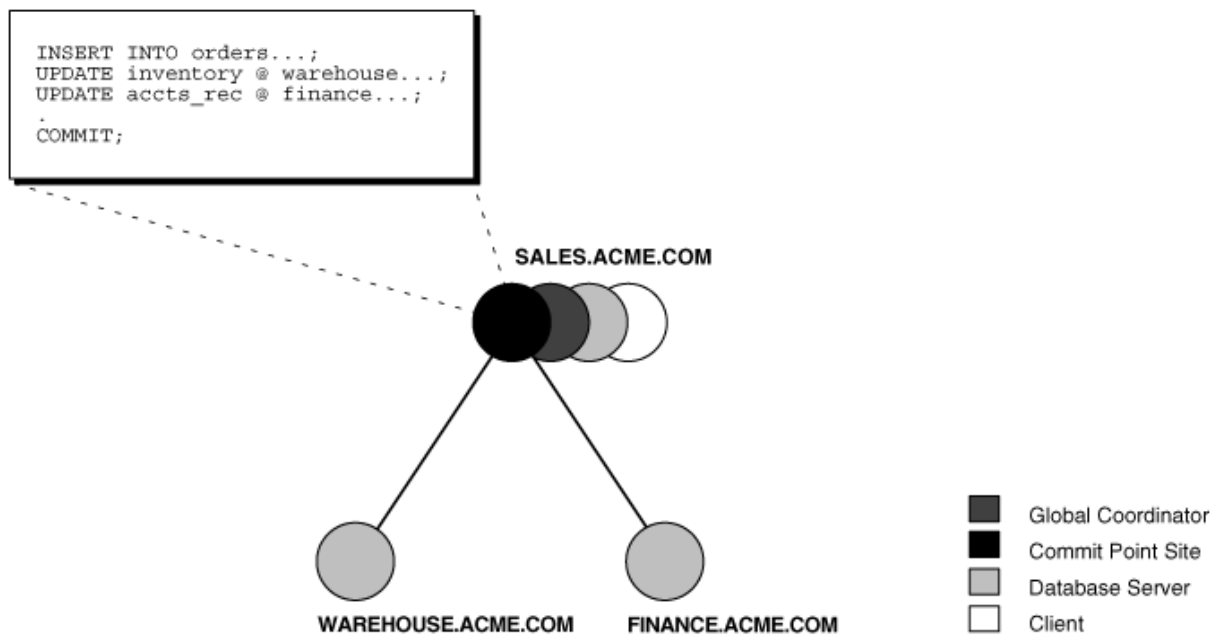 INSERT INTO orders...;
UPDATE inventory @ warehouse...;
UPDATE accts_rec @ finance...;
.
COMMIT;
SALES.ACME.COM
WAREHOUSE.ACME.COM
FINANCE.ACME.COM
Global Coordinator
Commit Point Site
Database Server
Client